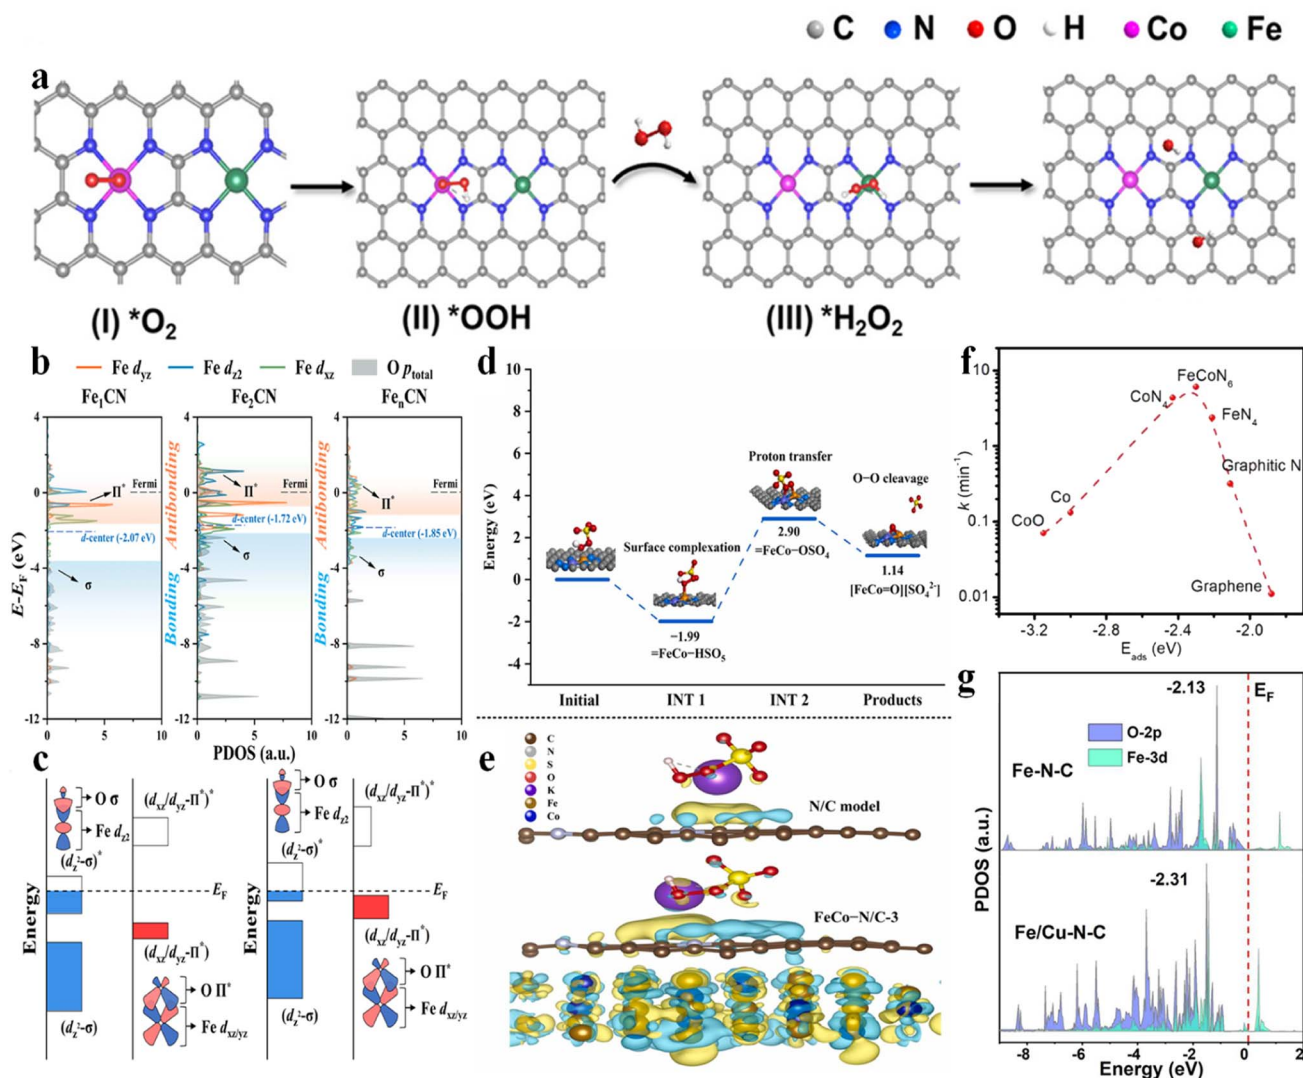 C N O H Co Fe
a
(I) *O₂
(II) *OOH
(III) *H₂O₂
b
Fe dyz Fe dz2 Fe dxz O ptotal
Fe₁CN Fe₂CN FeₙCN
E-EF (eV)
4
0
-4
-8
-12
Π*
Fermi
d-center (-2.07 eV)
σ
0 5 10
Bonding Antibonding
Π*
Fermi
d-center (-1.72 eV)
σ
0 5 10
Bonding Antibonding
4
0
-4
-8
-12
Π*
Fermi
d-center (-1.85 eV)
σ
0 5 10
PDOS (a.u.)
c
Energy
O σ
Fe dz2
(dz²-σ)*
(dxz/dyz-Π*)*
EF
(dxz/dyz-Π*)
O Π*
Fe dxz/yz
(dz²-σ)
Energy
O σ
Fe dz2
(dz²-σ)*
(dxz/dyz-Π*)*
EF
(dxz/dyz-Π*)
O Π*
Fe dxz/yz
(dz²-σ)
d
Energy (eV)
10
8
6
4
2
0
-2
-4
Surface complexation
−1.99
=FeCo−HSO₅
Proton transfer
2.90
=FeCo−OSO₄
O−O cleavage
1.14
[FeCo=O][SO₄²⁻]
Initial INT 1 INT 2 Products
e
C
N
S
O
K
Fe
Co
N/C model
FeCo−N/C-3
f
k (min⁻¹)
10
1
0.1
0.01
CoO
Co
CoN₄
FeCoN₆
FeN₄
Graphitic N
Graphene
-3.2 -2.8 -2.4 -2.0
Eads (eV)
g
PDOS (a.u.)
-2.13
EF
O-2p
Fe-3d
Fe-N-C
-2.31
Fe/Cu-N-C
-8 -6 -4 -2 0 2
Energy (eV)